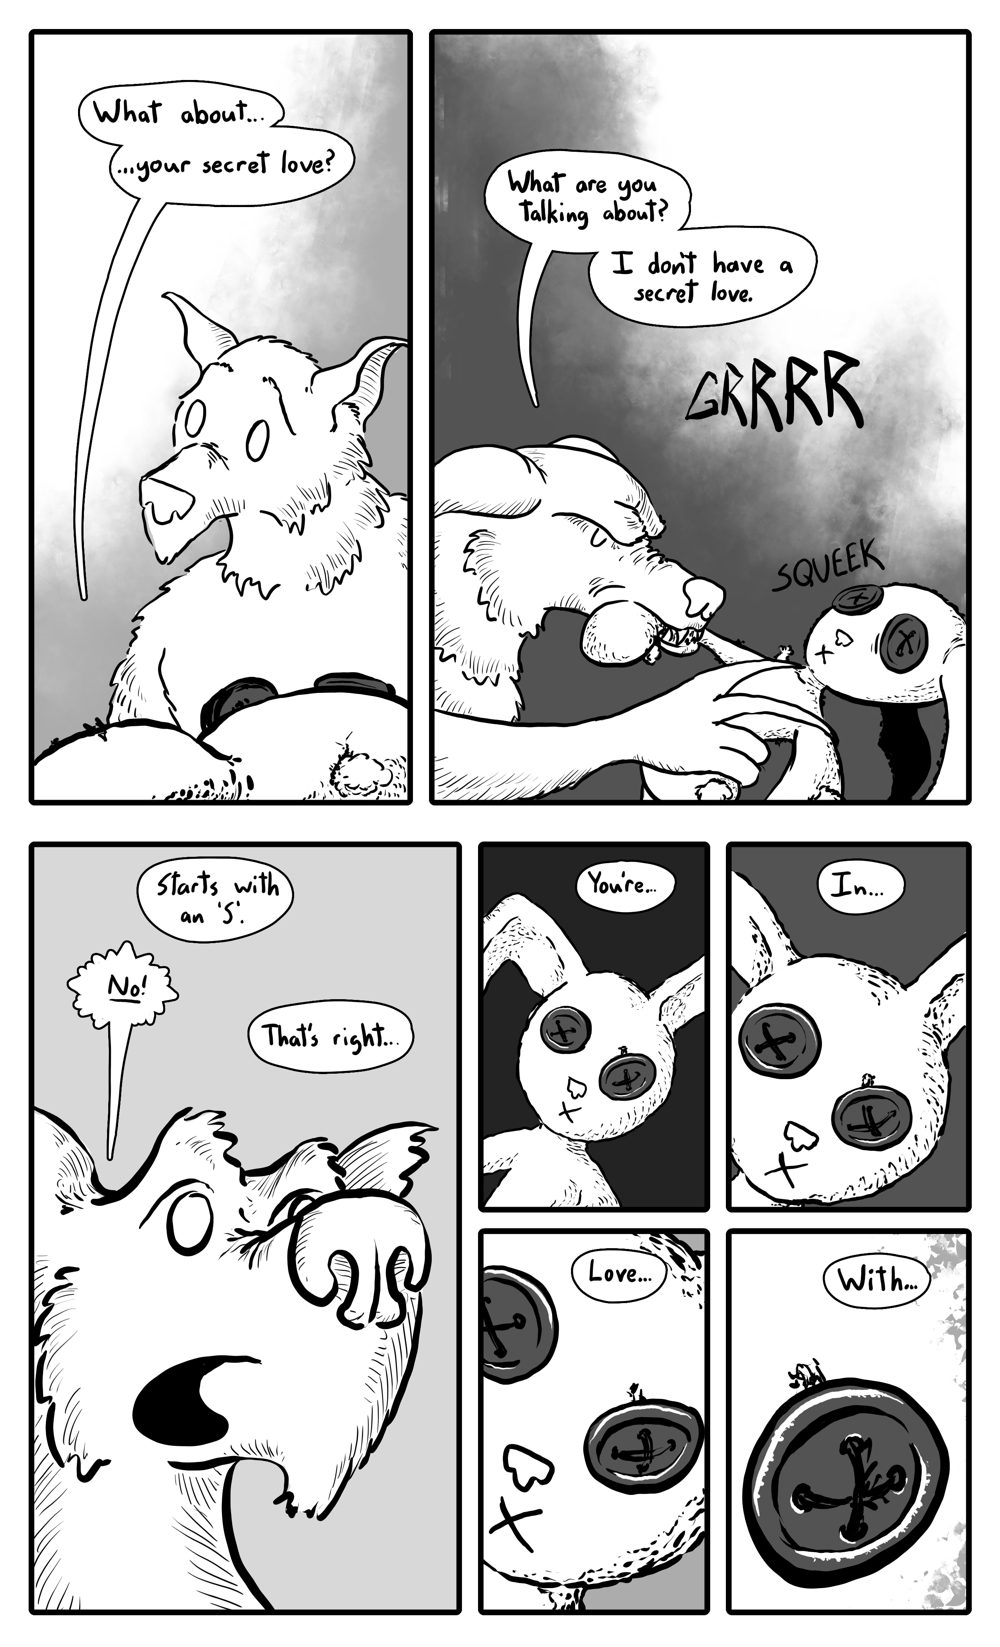 What about...
...your secret love?
What are you
talking about?
I don't have a
secret love.
GRRRR
SQUEEK
Starts with
an 'S'.
No!
That's right...
You're...
In...
Love...
With...